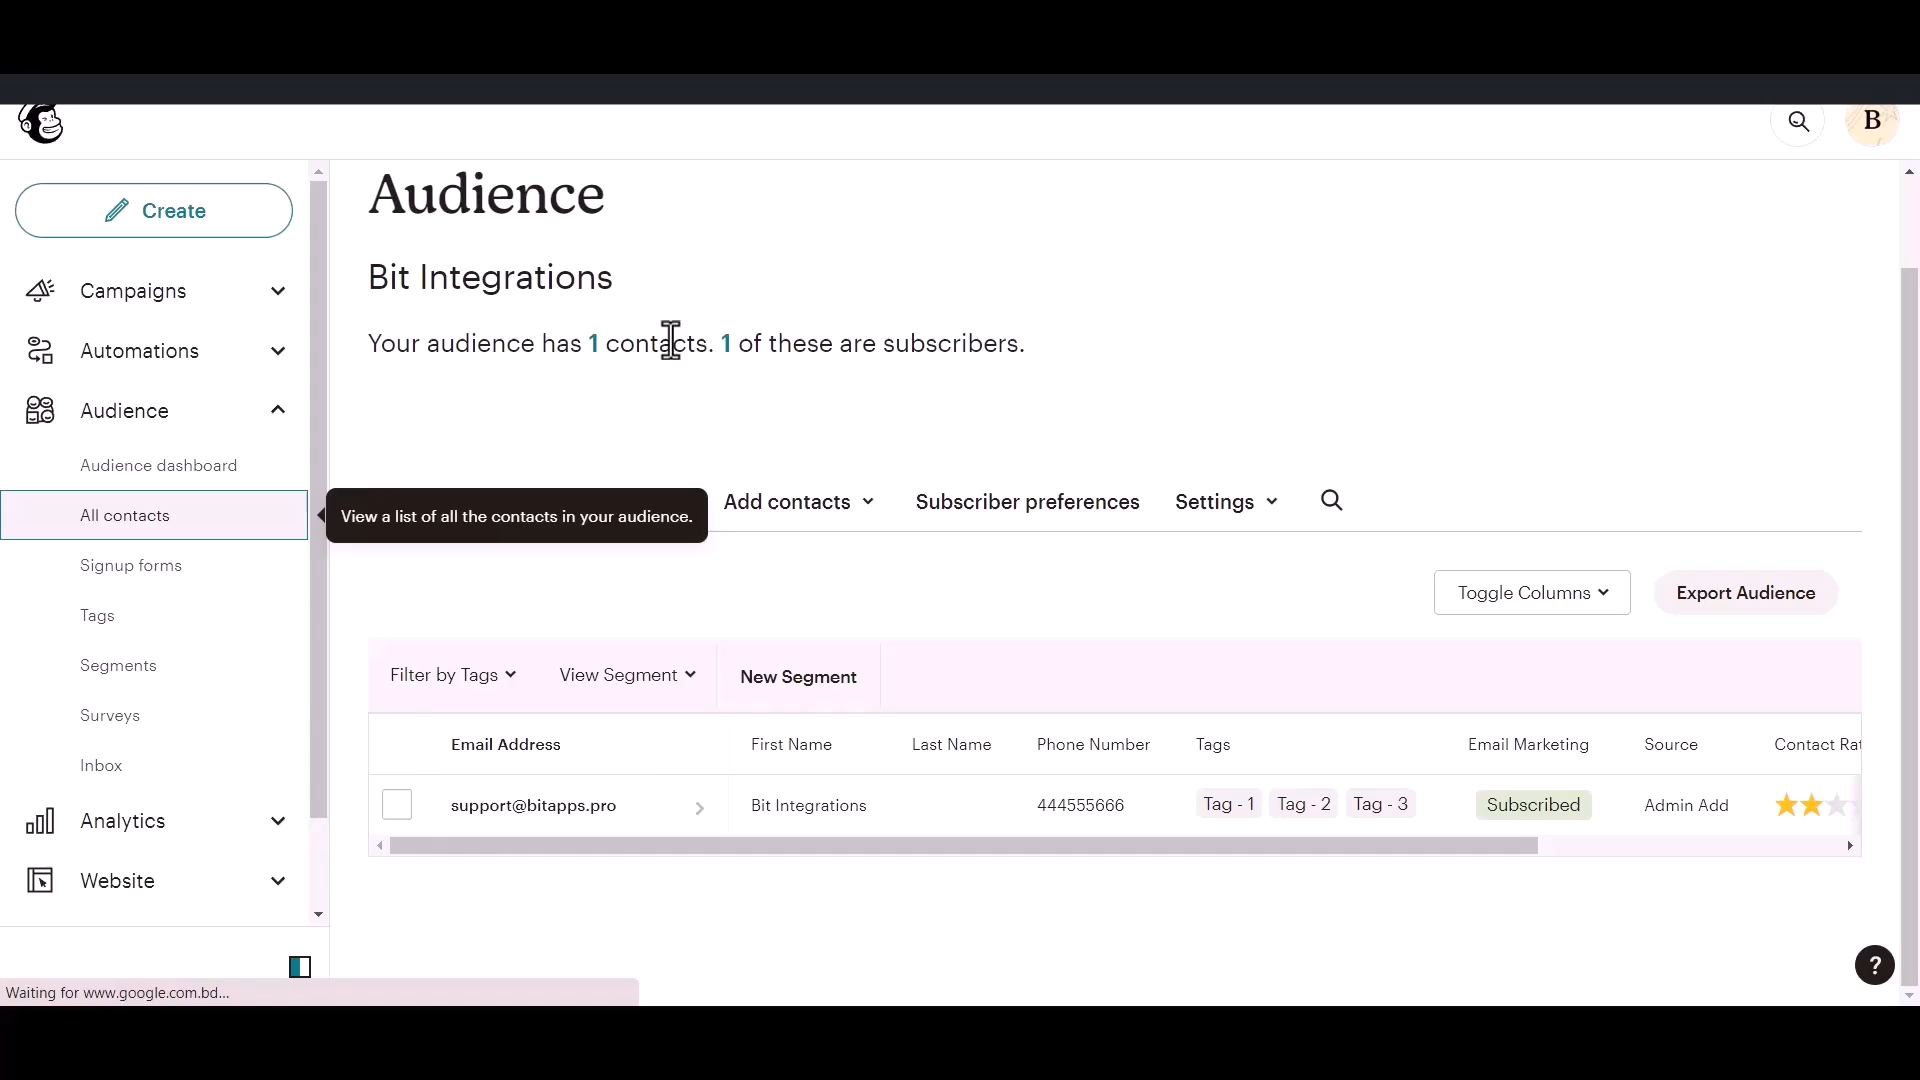 B
Create
Campaigns
Automations
Audience
Audience dashboard
All contacts
Signup forms
Tags
Segments
Surveys
Inbox
Analytics
Website
Waiting for www.google.com.bd...
Audience
Bit Integrations
Your audience has 1 contacts. 1 of these are subscribers.
View a list of all the contacts in your audience.
Add contacts Subscriber preferences Settings
Toggle Columns Export Audience
Filter by Tags View Segment New Segment
Email Address First Name Last Name Phone Number Tags Email Marketing Source Contact Rat
support@bitapps.pro Bit Integrations 444555666 Tag - 1 Tag - 2 Tag - 3 Subscribed Admin Add
?